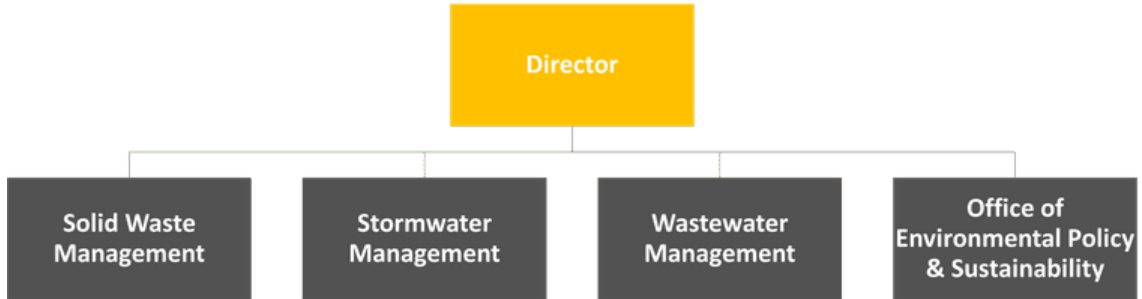 Director
Solid Waste
Management
Stormwater
Management
Wastewater
Management
Office of
Environmental Policy
& Sustainability